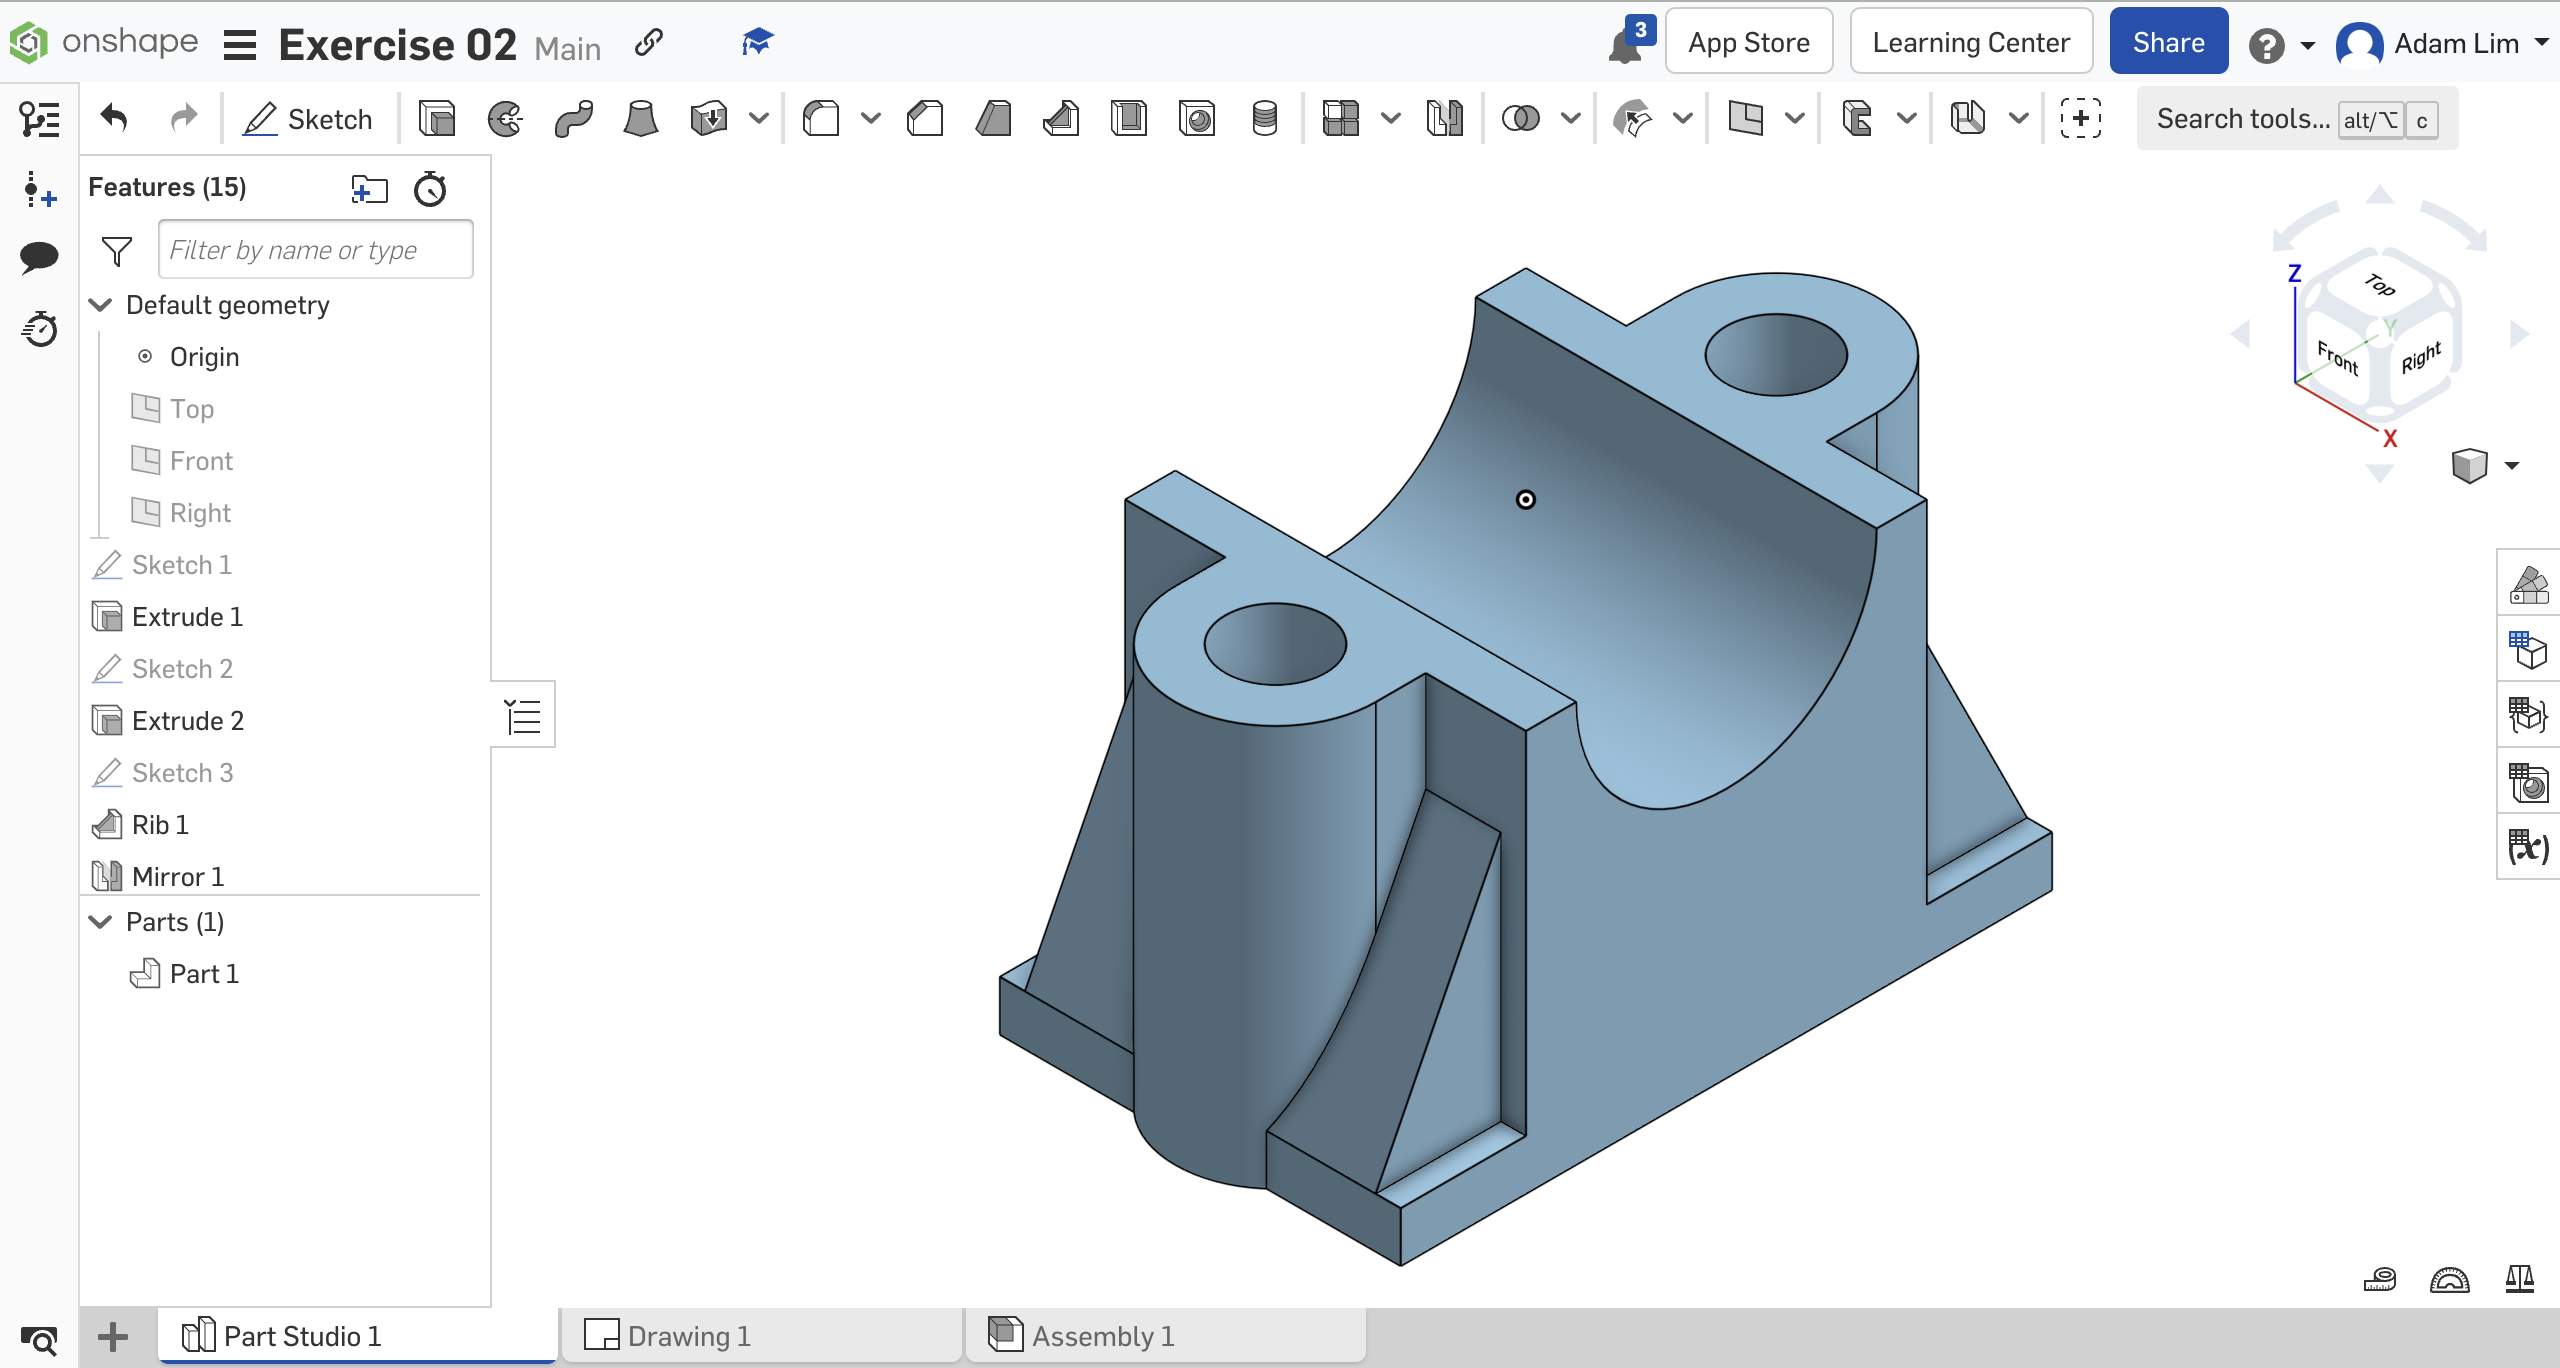 onshape Exercise 02 Main 3 App Store Learning Center Share ? Adam Lim
Sketch Search tools... alt/⌥ c
Features (15)
Filter by name or type
Default geometry
Origin
Top
Front
Right
Sketch 1
Extrude 1
Sketch 2
Extrude 2
Sketch 3
Rib 1
Mirror 1
Parts (1)
Part 1
Z
Top
Y
Front
Right
X
(x)
Part Studio 1 Drawing 1 Assembly 1